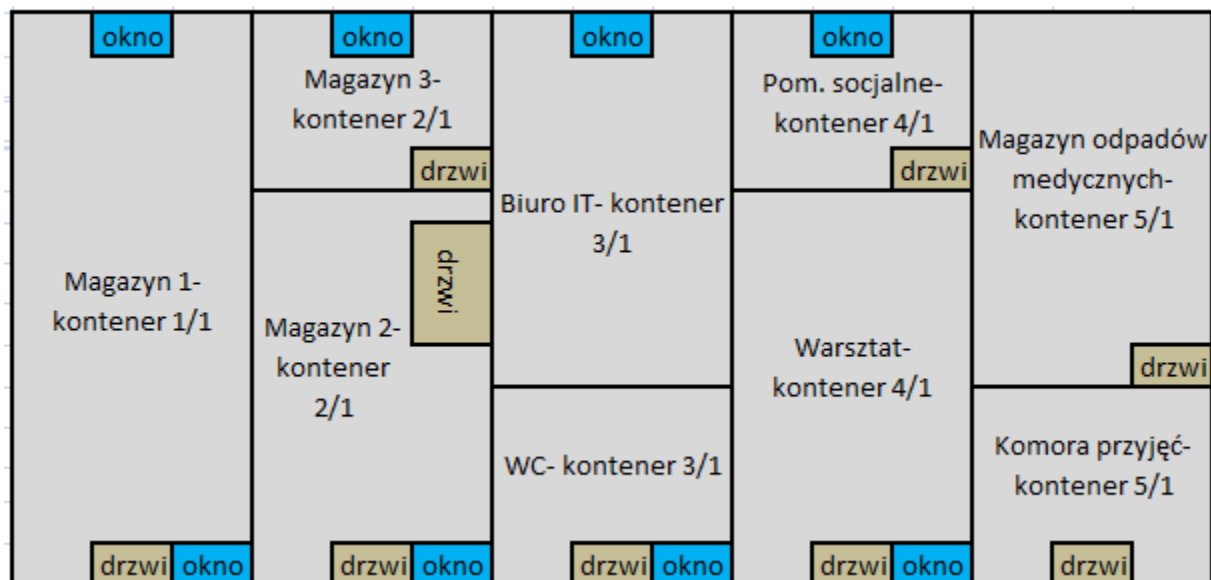 okno
Magazyn 1-
kontener 1/1
drzwi okno
okno
Magazyn 3-
kontener 2/1
drzwi
drzwi
Magazyn 2-
kontener
2/1
drzwi okno
okno
Biuro IT- kontener
3/1
WC- kontener 3/1
drzwi okno
okno
Pom. socjalne-
kontener 4/1
drzwi
Warsztat-
kontener 4/1
drzwi okno
Magazyn odpadów
medycznych-
kontener 5/1
drzwi
Komora przyjęć-
kontener 5/1
drzwi